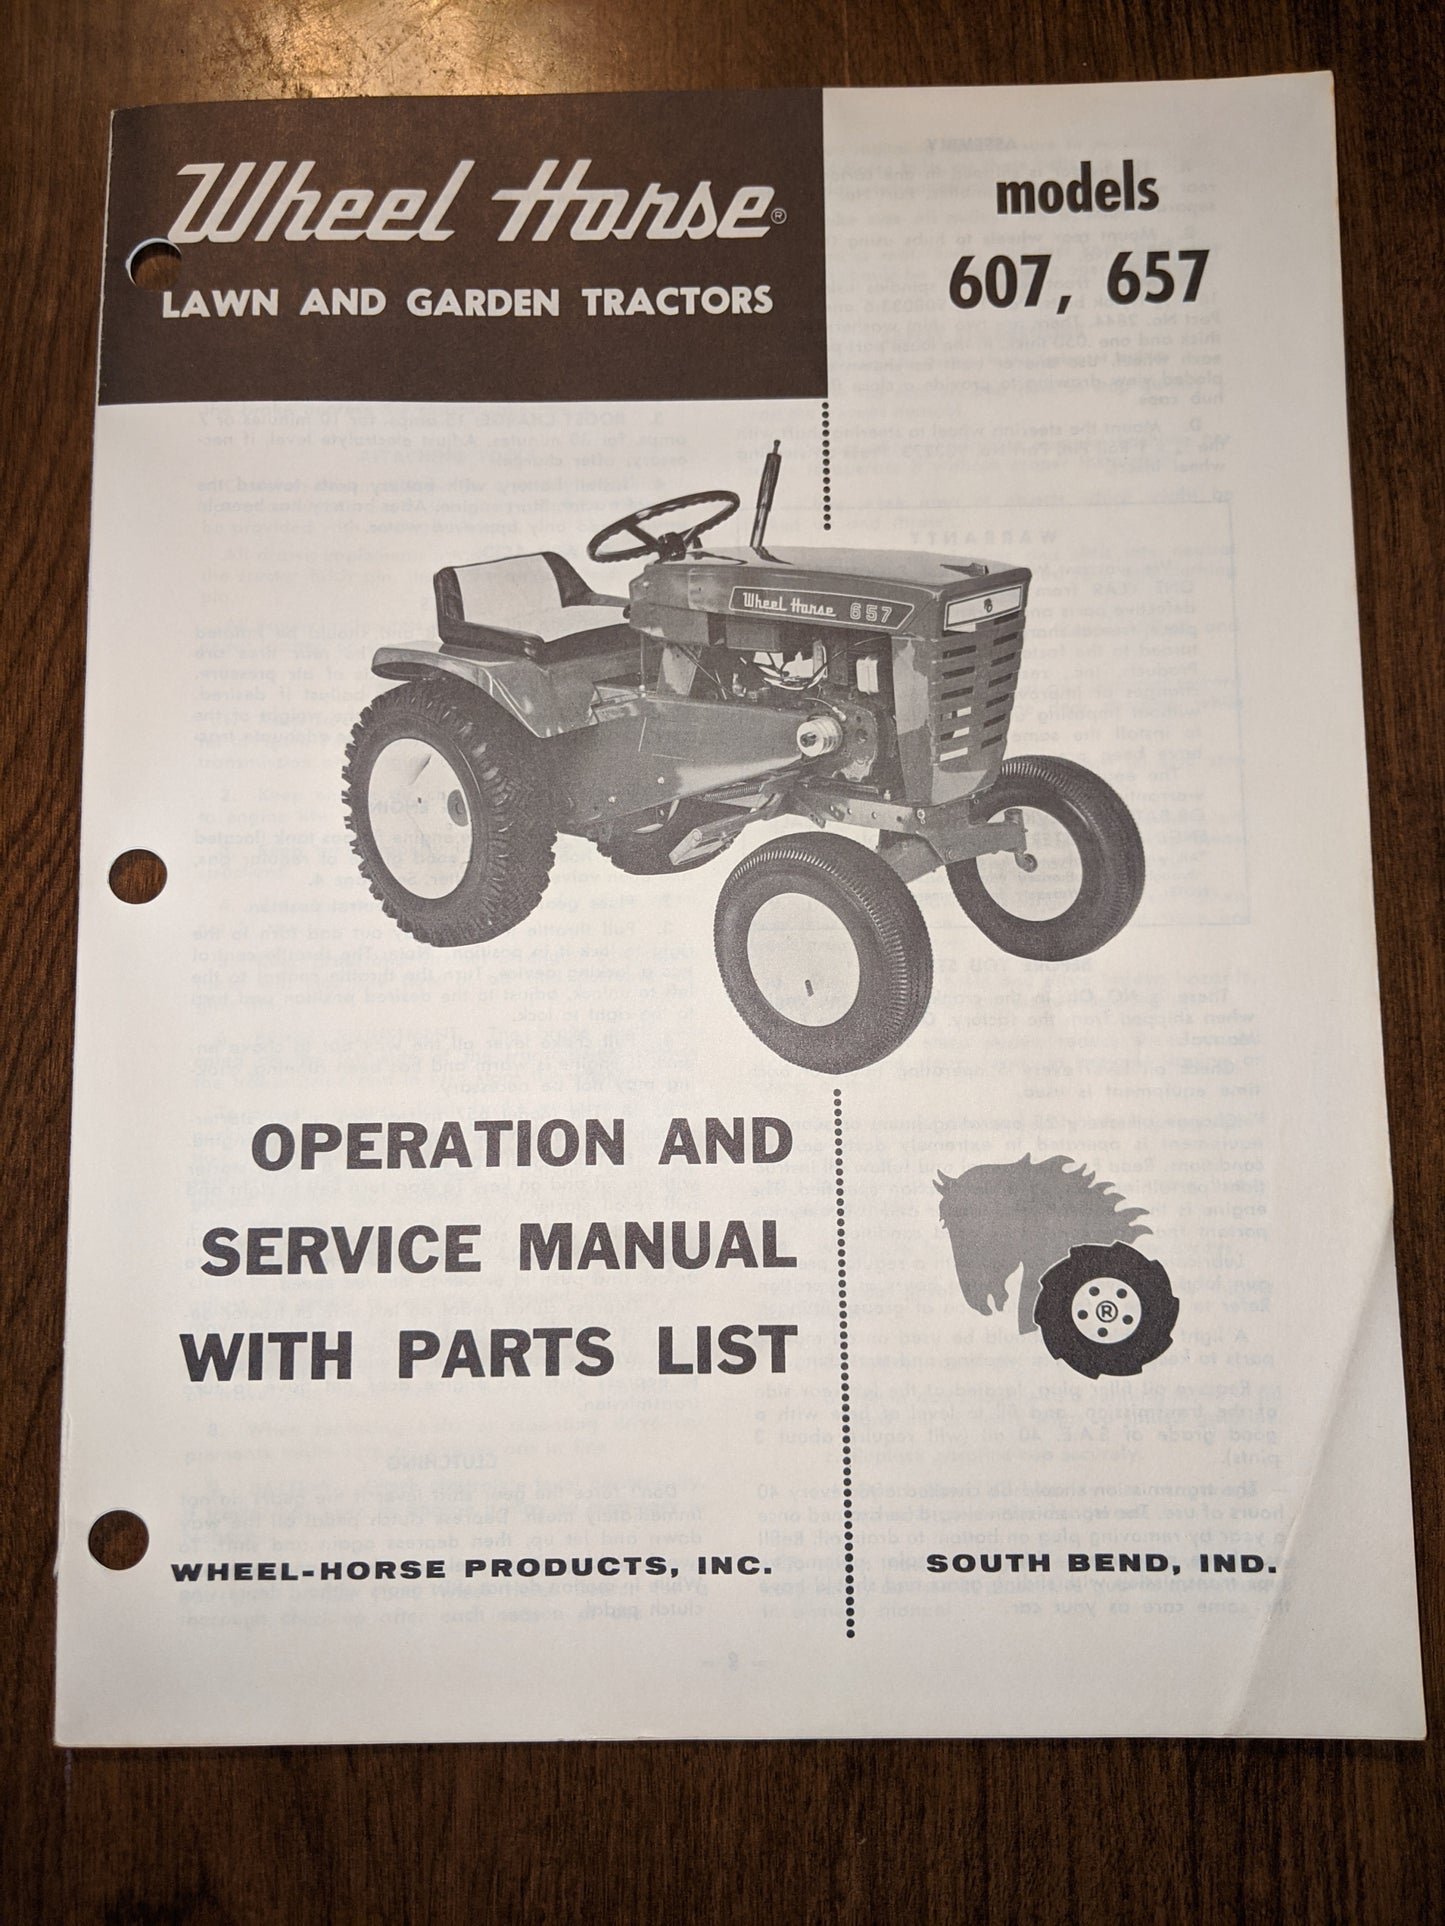 Wheel Horse®
LAWN AND GARDEN TRACTORS
models
607, 657
Wheel Horse 657
OPERATION AND
SERVICE MANUAL
WITH PARTS LIST
®
WHEEL-HORSE PRODUCTS, INC.
SOUTH BEND, IND.